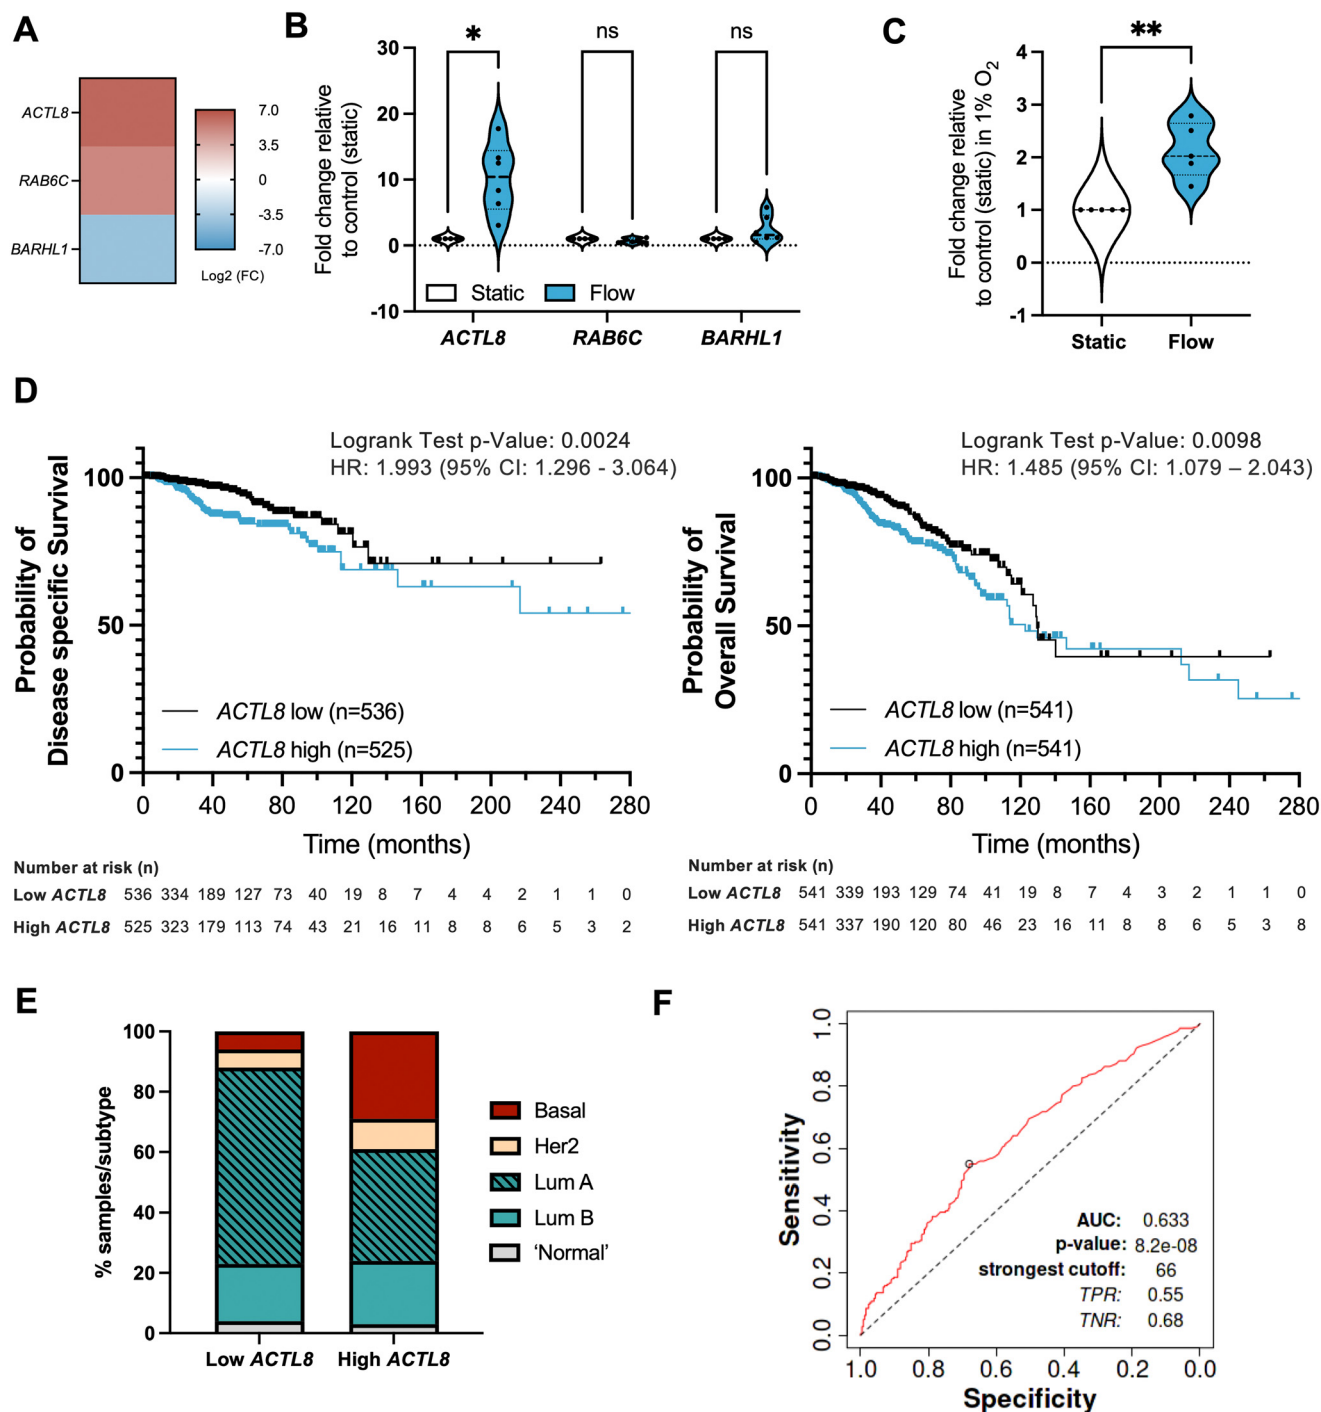 A
ACTL8
RAB6C
BARHL1
7.0
3.5
0
-3.5
-7.0
Log2 (FC)
B
Fold change relative
to control (static)
30
20
10
0
-10
*
ns
ns
Static
Flow
ACTL8
RAB6C
BARHL1
C
Fold change relative
to control (static) in 1% O2
4
3
2
1
0
-1
**
Static
Flow
D
Logrank Test p-Value: 0.0024
HR: 1.993 (95% CI: 1.296 - 3.064)
Probability of
Disease specific Survival
100
50
0
ACTL8 low (n=536)
ACTL8 high (n=525)
0 40 80 120 160 200 240 280
Time (months)
Number at risk (n)
Low ACTL8 536 334 189 127 73 40 19 8 7 4 4 2 1 1 0
High ACTL8 525 323 179 113 74 43 21 16 11 8 8 6 5 3 2
Logrank Test p-Value: 0.0098
HR: 1.485 (95% CI: 1.079 – 2.043)
Probability of
Overall Survival
100
50
0
ACTL8 low (n=541)
ACTL8 high (n=541)
0 40 80 120 160 200 240 280
Time (months)
Number at risk (n)
Low ACTL8 541 339 193 129 74 41 19 8 7 4 3 2 1 1 0
High ACTL8 541 337 190 120 80 46 23 16 11 8 8 6 5 3 8
E
% samples/subtype
100
80
60
40
20
0
Low ACTL8
High ACTL8
Basal
Her2
Lum A
Lum B
‘Normal’
F
Sensitivity
1.0
0.8
0.6
0.4
0.2
0.0
AUC: 0.633
p-value: 8.2e-08
strongest cutoff: 66
TPR: 0.55
TNR: 0.68
1.0 0.8 0.6 0.4 0.2 0.0
Specificity